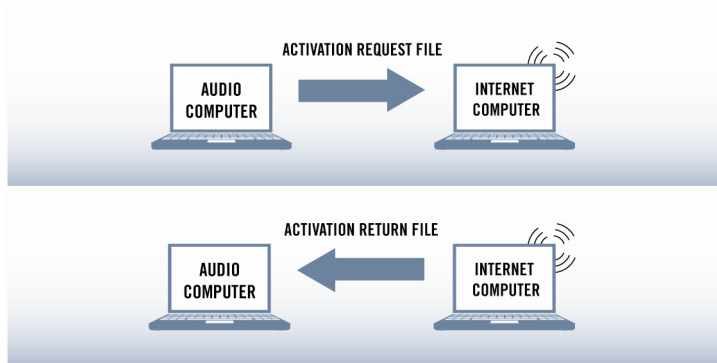 ACTIVATION REQUEST FILE
AUDIO
COMPUTER
INTERNET
COMPUTER
ACTIVATION RETURN FILE
AUDIO
COMPUTER
INTERNET
COMPUTER